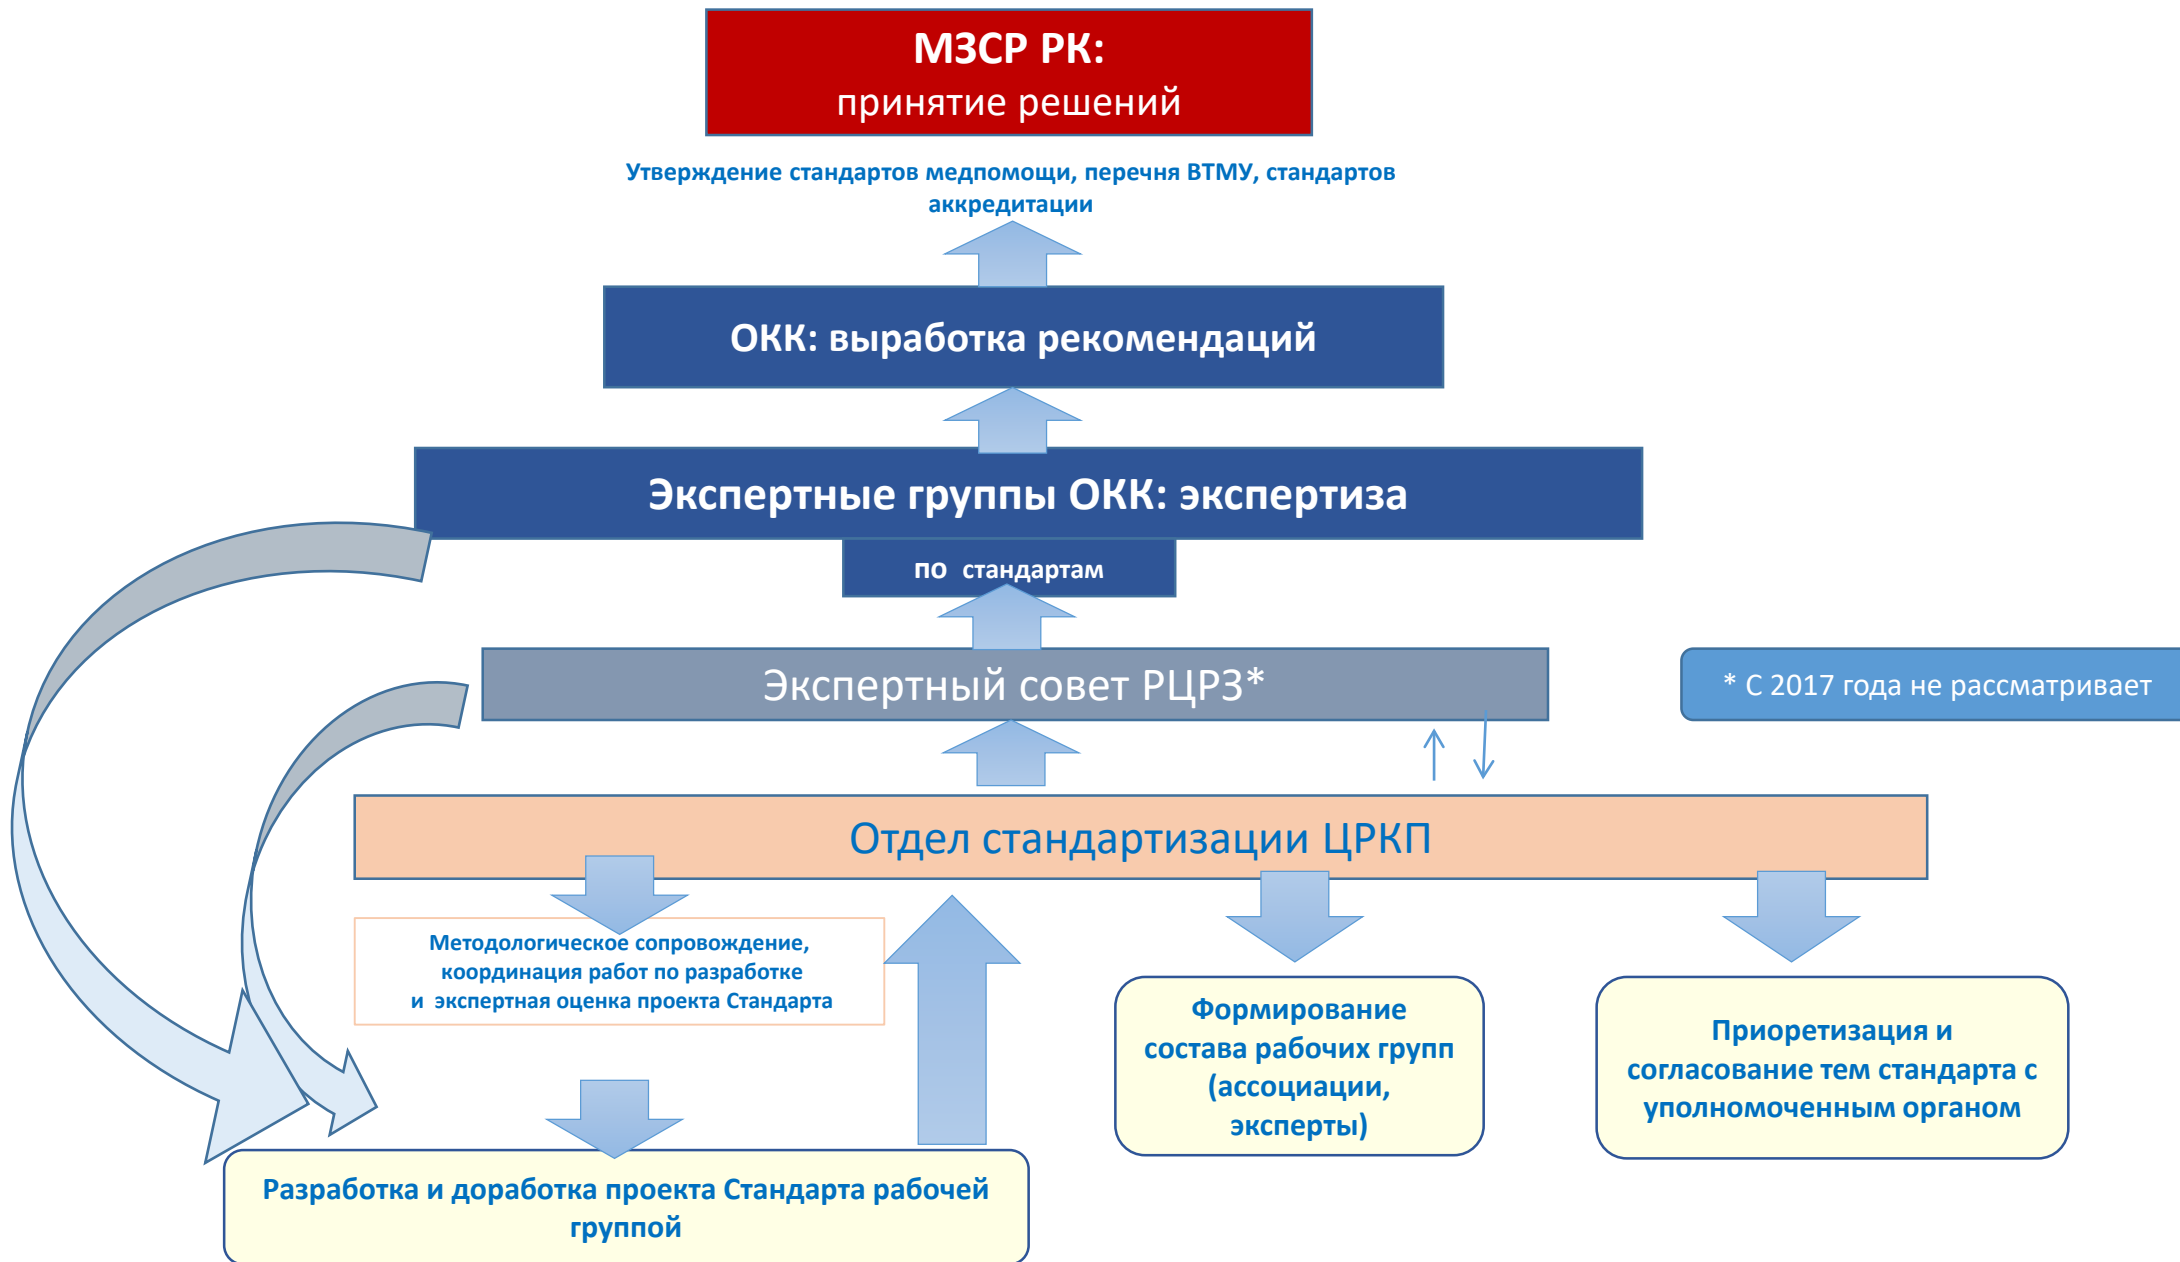 МЗСР РК:
принятие решений
Утверждение стандартов медпомощи, перечня ВТМУ, стандартов
аккредитации
ОКК: выработка рекомендаций
Экспертные группы ОКК: экспертиза
по стандартам
Экспертный совет РЦРЗ*
* С 2017 года не рассматривает
Отдел стандартизации ЦРКП
Методологическое сопровождение,
координация работ по разработке
и экспертная оценка проекта Стандарта
Формирование
состава рабочих групп
(ассоциации,
эксперты)
Приоретизация и
согласование тем стандарта с
уполномоченным органом
Разработка и доработка проекта Стандарта рабочей
группой